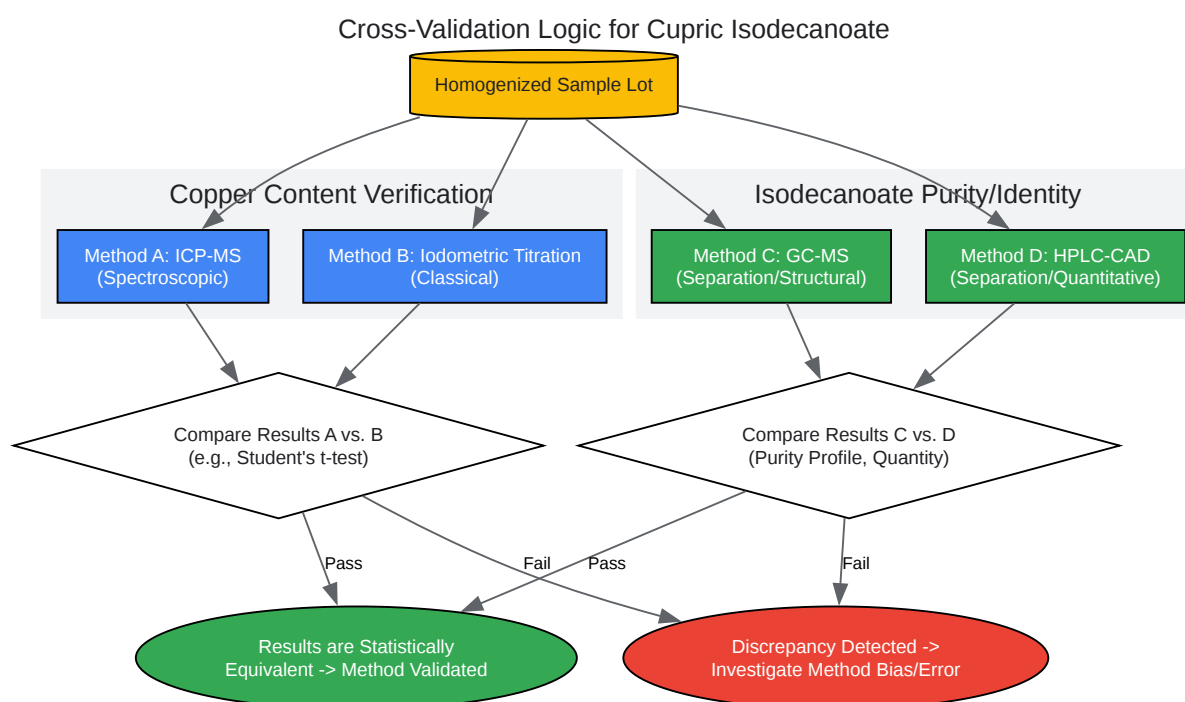 Cross-Validation Logic for Cupric Isodecanoate
Homogenized Sample Lot
Copper Content Verification
Isodecanoate Purity/Identity
Method A: ICP-MS
(Spectroscopic)
Method B: Iodometric Titration
(Classical)
Method C: GC-MS
(Separation/Structural)
Method D: HPLC-CAD
(Separation/Quantitative)
Compare Results A vs. B
(e.g., Student's t-test)
Compare Results C vs. D
(Purity Profile, Quantity)
Pass
Fail
Pass
Fail
Results are Statistically
Equivalent -> Method Validated
Discrepancy Detected ->
Investigate Method Bias/Error